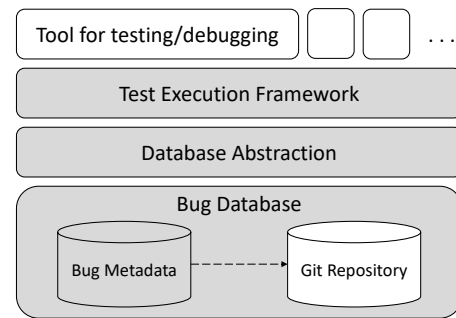 Tool for testing/debugging ...
Test Execution Framework
Database Abstraction
Bug Database
Bug Metadata Git Repository